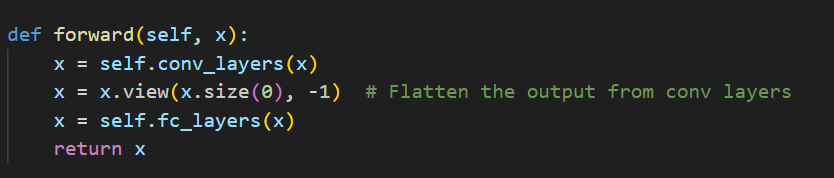 def forward(self, x):
    x = self.conv_layers(x)
    x = x.view(x.size(0), -1)  # Flatten the output from conv layers
    x = self.fc_layers(x)
    return x